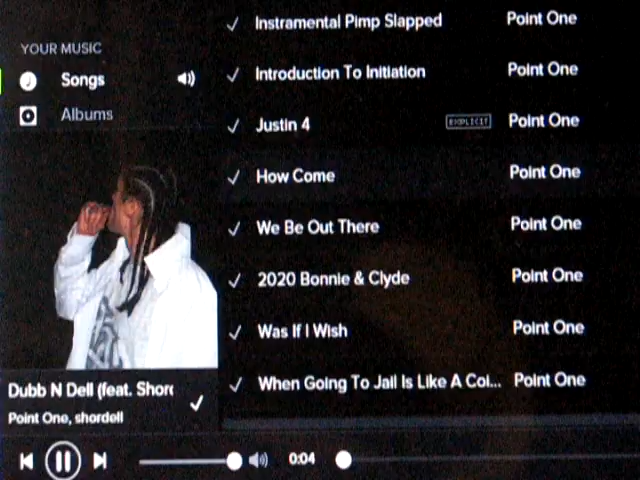 YOUR MUSIC
Songs
Albums
Instramental Pimp Slapped Point One
Introduction To Initiation Point One
Justin 4 EXPLICIT Point One
How Come Point One
We Be Out There Point One
2020 Bonnie & Clyde Point One
Was If I Wish Point One
When Going To Jail Is Like A Col... Point One
Dubb N Dell (feat. Shor
Point One, shordell
0:04